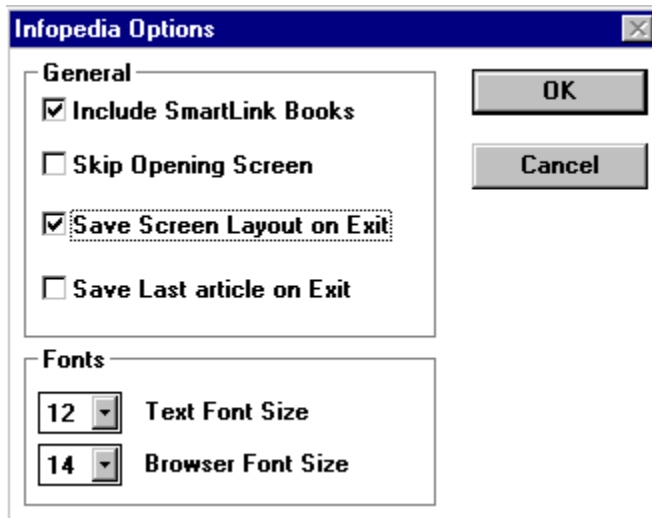 Infopedia Options
General
Include SmartLink Books
Skip Opening Screen
Save Screen Layout on Exit
Save Last article on Exit
OK
Cancel
Fonts
12 Text Font Size
14 Browser Font Size